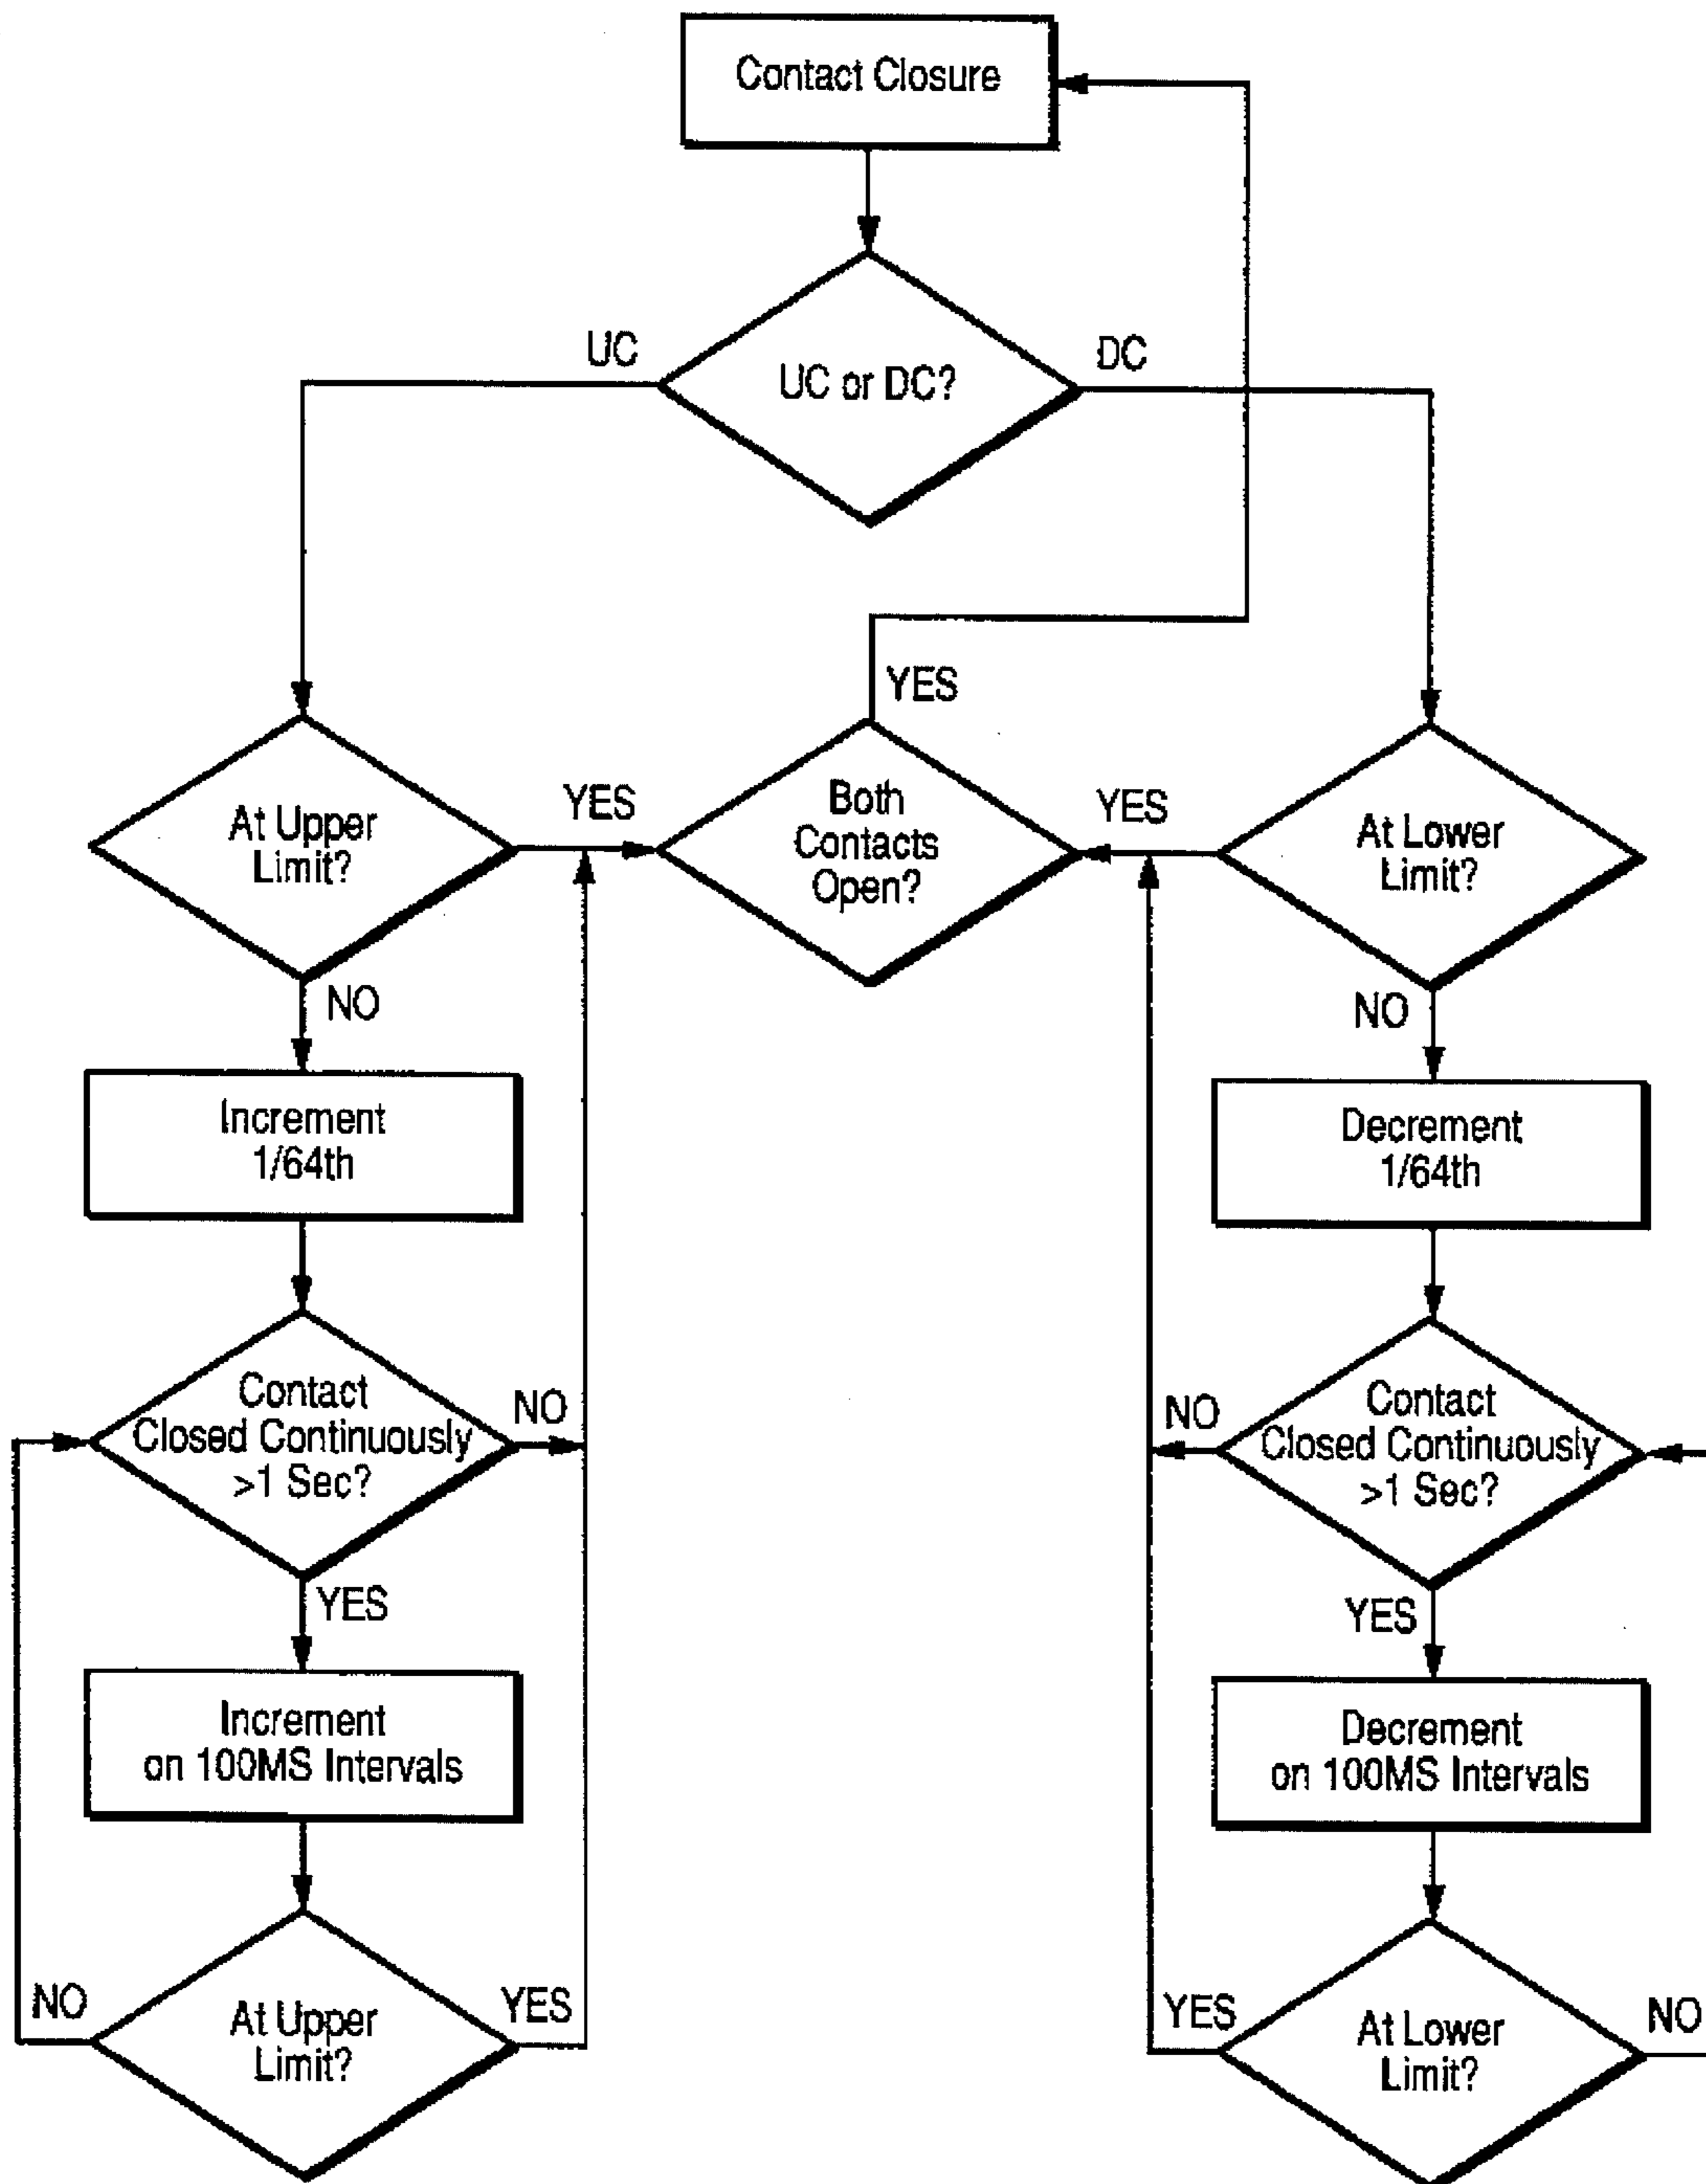 Contact Closure
UC
DC
UC or DC?
YES
At Upper
Limit?
YES
Both
Contacts
Open?
YES
At Lower
Limit?
NO
NO
Increment
1/64th
Decrement
1/64th
Contact
Closed Continuously
>1 Sec?
NO
NO
Contact
Closed Continuously
>1 Sec?
YES
YES
Increment
on 100MS Intervals
Decrement
on 100MS Intervals
NO
At Upper
Limit?
YES
YES
At Lower
Limit?
NO